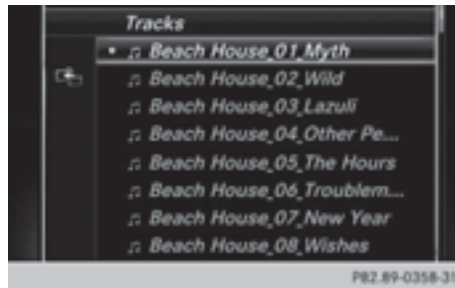 Tracks
Beach House_01_Myth
Beach House_02_Wild
Beach House_03_Lazuli
Beach House_04_Other Pe...
Beach House_05_The Hours
Beach House_06_Troublem...
Beach House_07_New Year
Beach House_08_Wishes
P82.89-0358-31